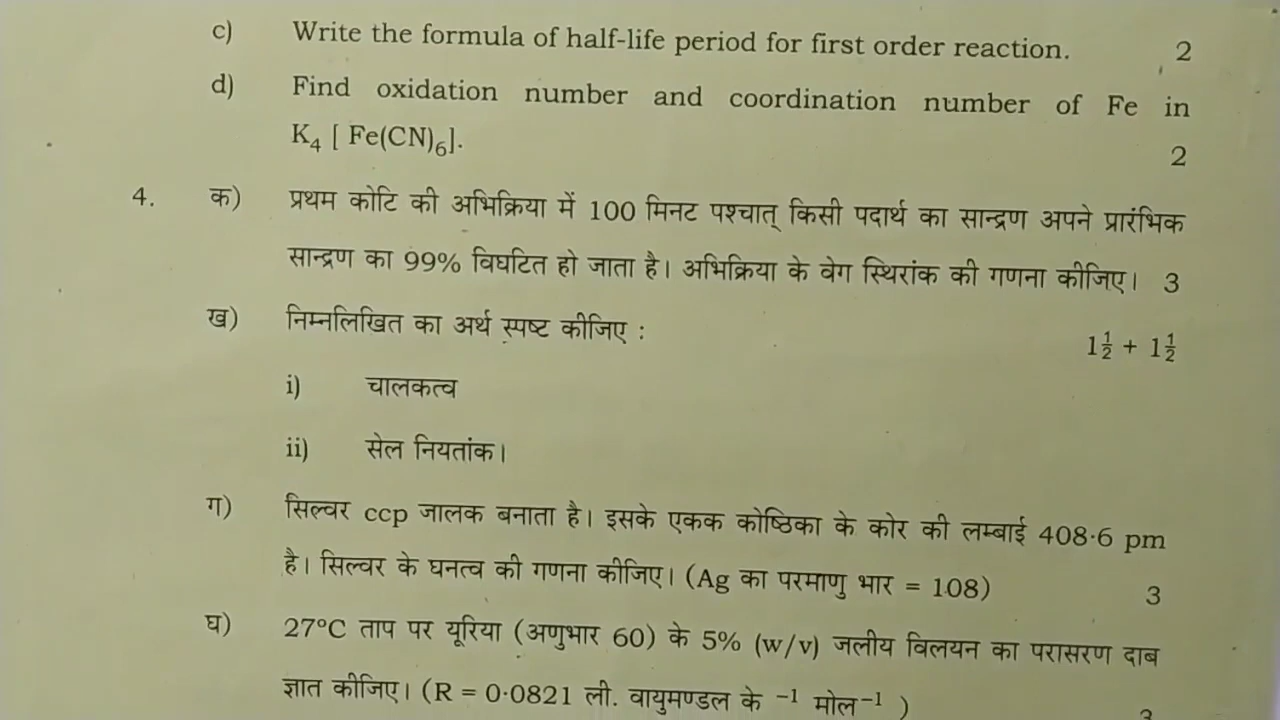 c) Write the formula of half-life period for first order reaction. 2
d) Find oxidation number and coordination number of Fe in
K₄ [ Fe(CN)₆]. 2
4. क) प्रथम कोटि की अभिक्रिया में 100 मिनट पश्चात् किसी पदार्थ का सान्द्रण अपने प्रारंभिक
सान्द्रण का 99% विघटित हो जाता है। अभिक्रिया के वेग स्थिरांक की गणना कीजिए। 3
ख) निम्नलिखित का अर्थ स्पष्ट कीजिए : 1½ + 1½
i) चालकत्व
ii) सेल नियतांक।
ग) सिल्वर ccp जालक बनाता है। इसके एकक कोष्ठिका के कोर की लम्बाई 408·6 pm
है। सिल्वर के घनत्व की गणना कीजिए। (Ag का परमाणु भार = 108) 3
घ) 27°C ताप पर यूरिया (अणुभार 60) के 5% (w/v) जलीय विलयन का परासरण दाब
ज्ञात कीजिए। (R = 0·0821 ली. वायुमण्डल के ⁻¹ मोल⁻¹ ) 3